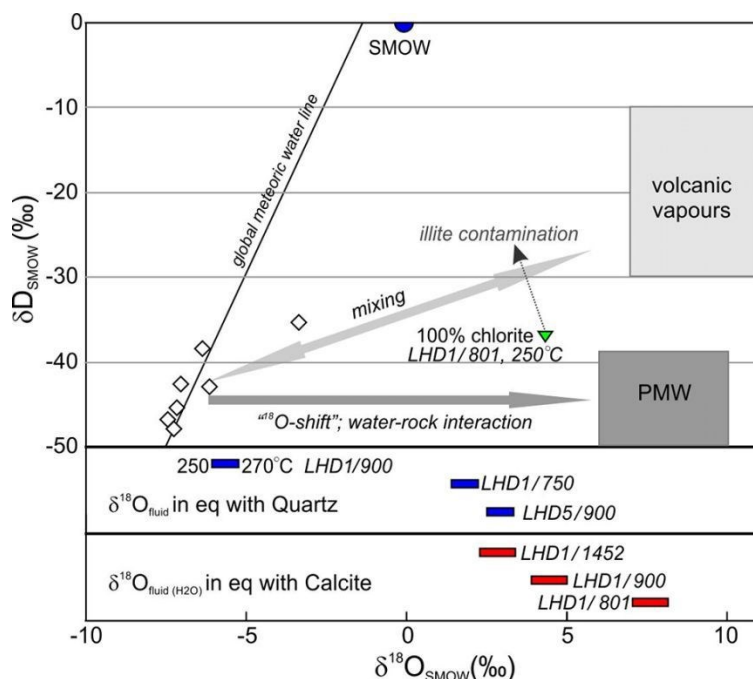 0
SMOW
global meteoric water line
-10
volcanic
vapours
-20
δD_SMOW (‰)
illite contamination
-30
mixing
100% chlorite
LHD1/801, 250°C
-40
PMW
"¹⁸O-shift"; water-rock interaction
-50
250 270°C LHD1/900
LHD1/750
δ¹⁸O_fluid in eq with Quartz
LHD5/900
LHD1/1452
δ¹⁸O_fluid (H2O) in eq with Calcite
LHD1/900
LHD1/801
-10 -5 0 5 10
δ¹⁸O_SMOW(‰)